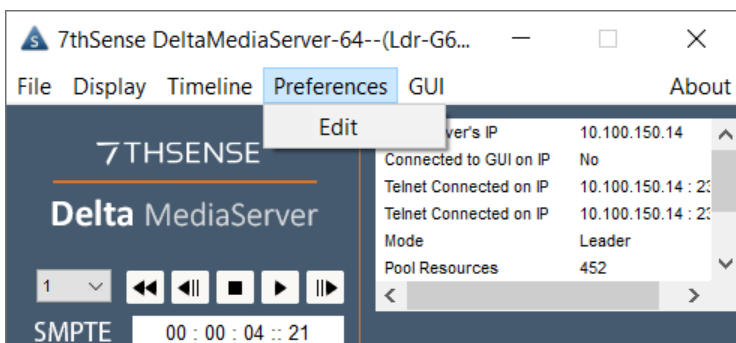 7thSense DeltaMediaServer-64--(Ldr-G6...
File Display Timeline Preferences GUI About
Edit
7THSENSE
Delta MediaServer
ver's IP 10.100.150.14
Connected to GUI on IP No
Telnet Connected on IP 10.100.150.14 : 23
Telnet Connected on IP 10.100.150.14 : 23
Mode Leader
Pool Resources 452
1
SMPTE 00 : 00 : 04 :: 21